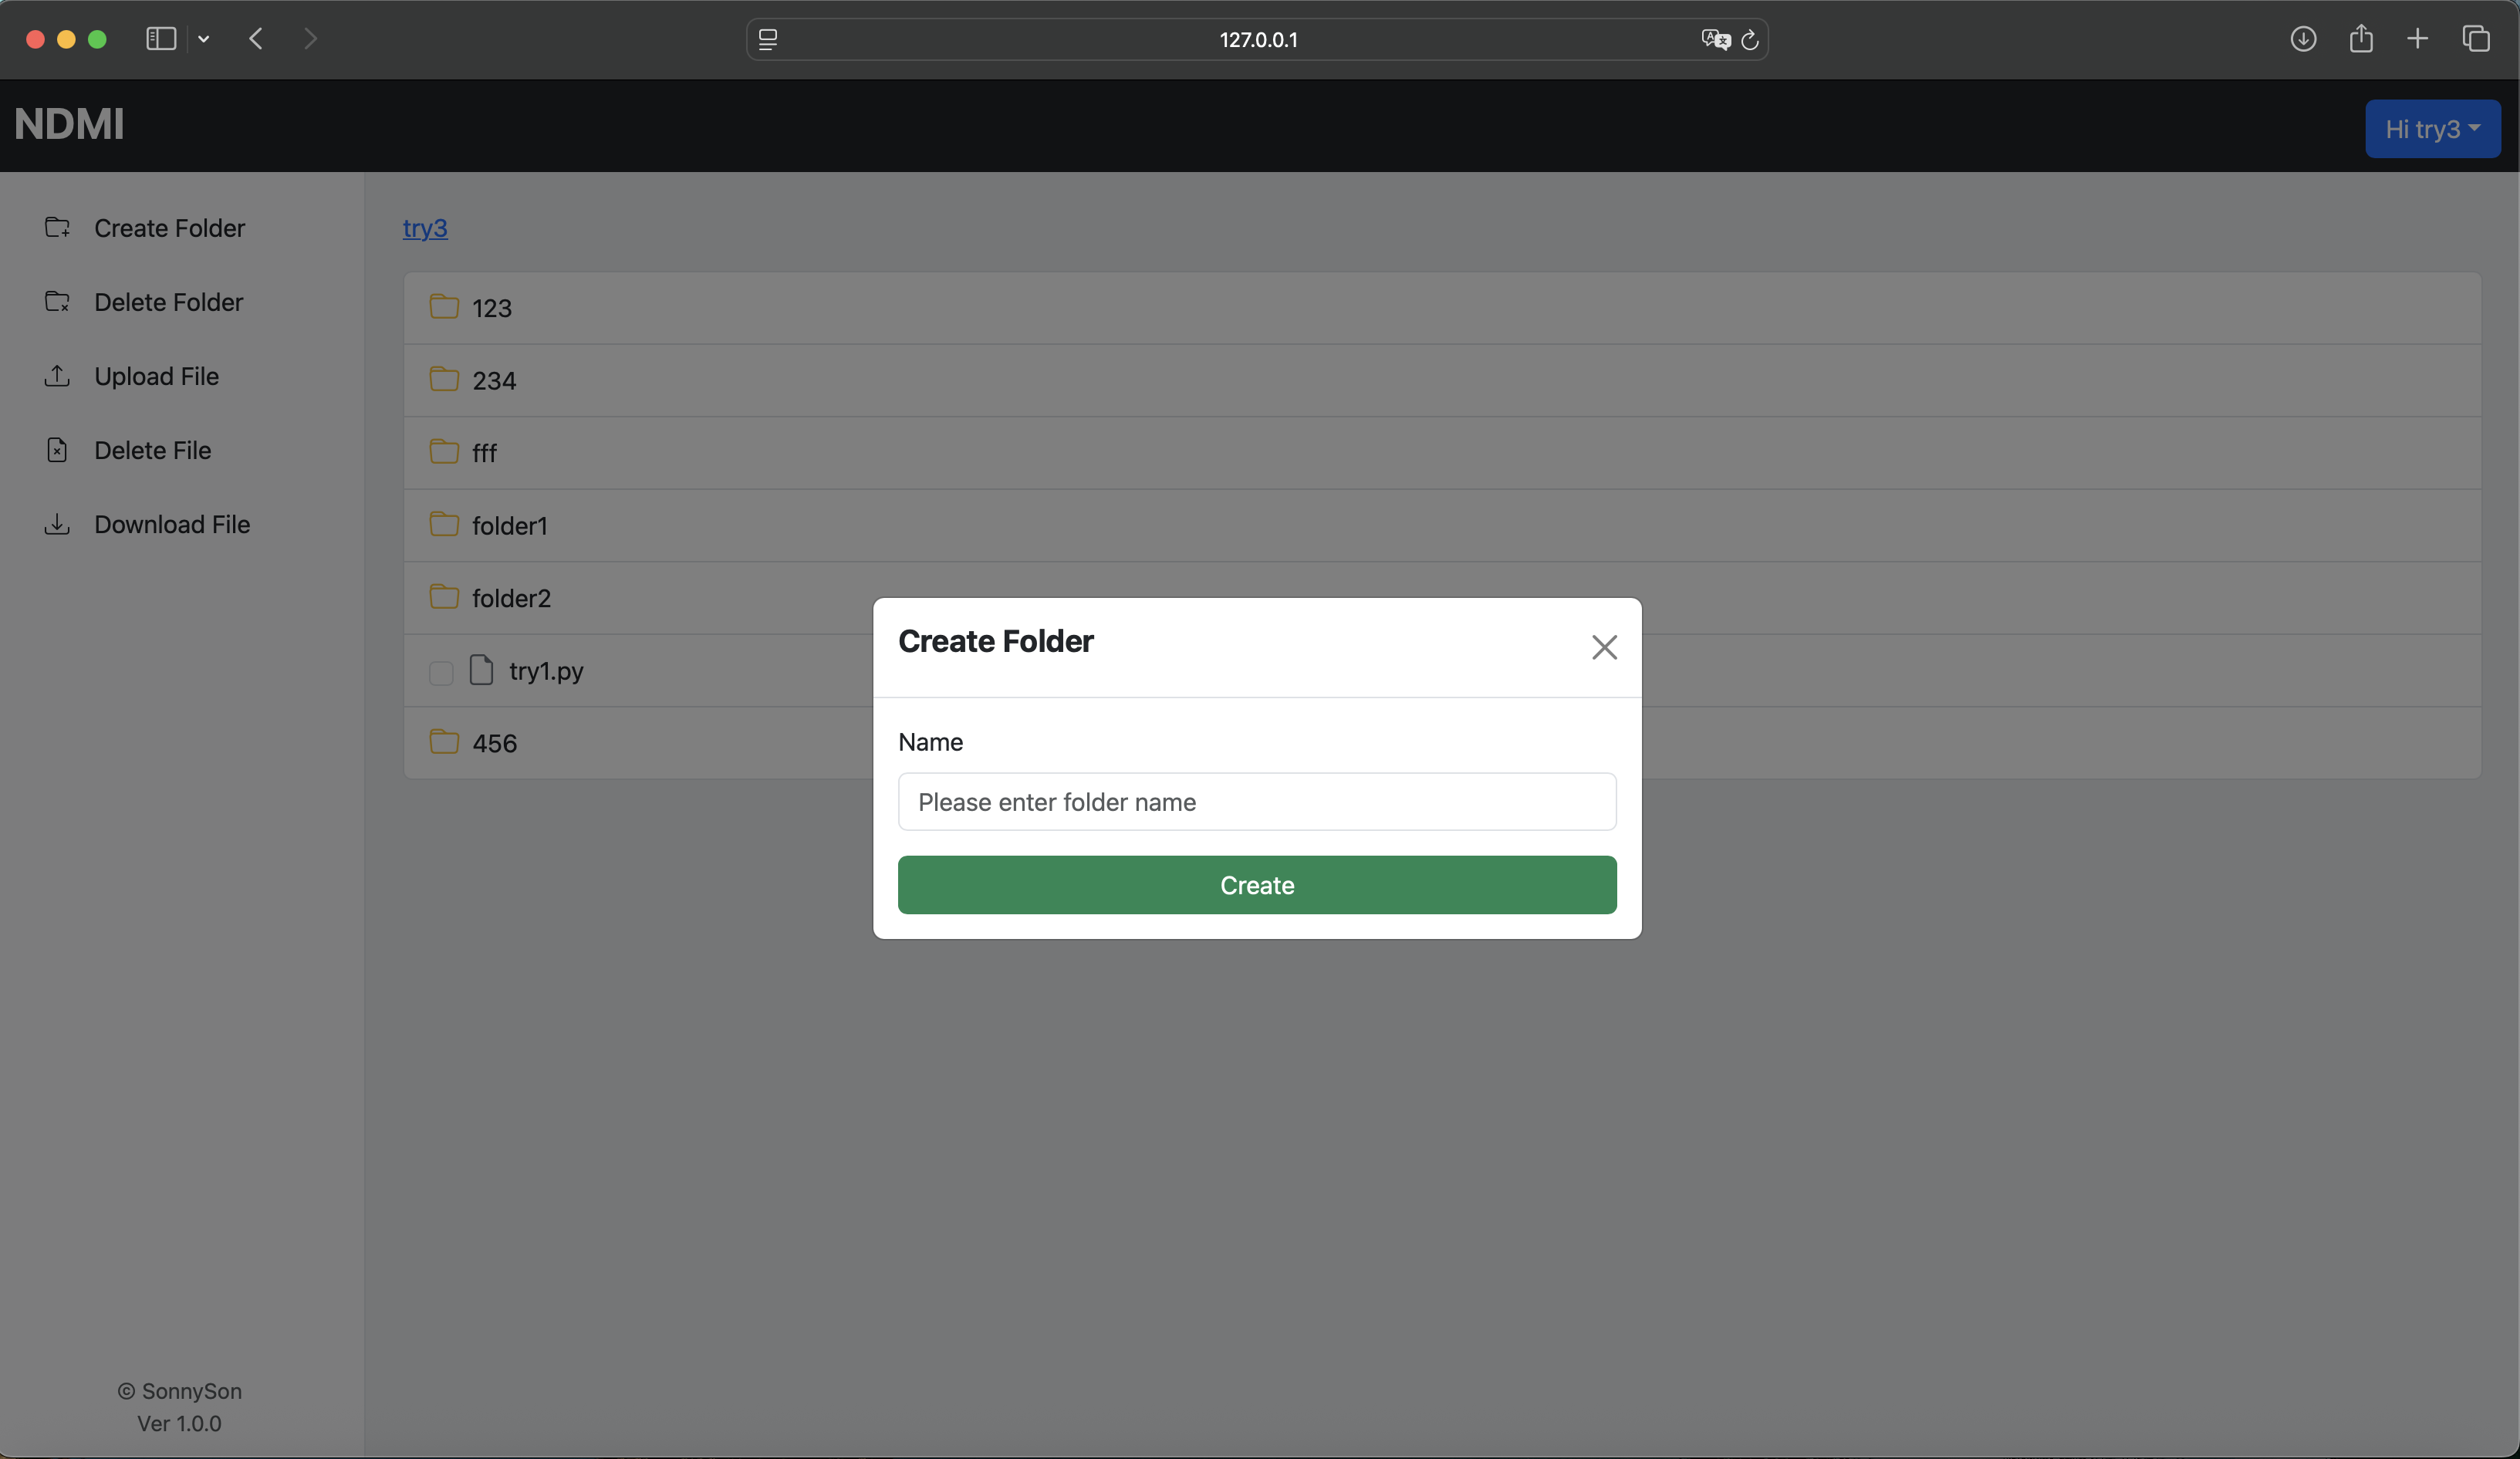 127.0.0.1
NDMI
Hi try3
Create Folder
Delete Folder
Upload File
Delete File
Download File
try3
123
234
fff
folder1
folder2
try1.py
456
Create Folder
Name
Please enter folder name
Create
© SonnySon
Ver 1.0.0